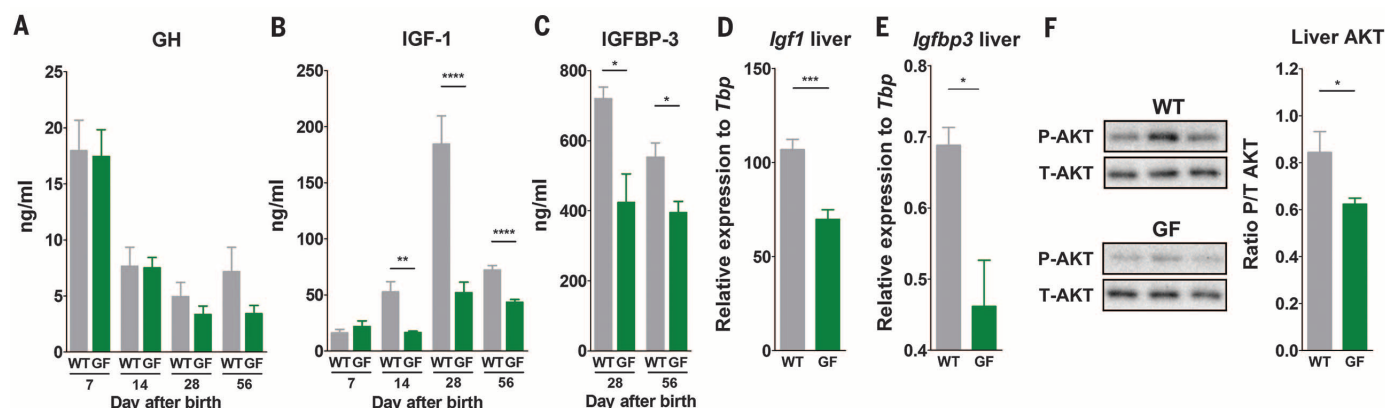 A
GH
ng/ml
25
20
15
10
5
0
WT GF WT GF WT GF WT GF
7 14 28 56
Day after birth
B
IGF-1
ng/ml
250
200
150
100
50
0
**
****
****
WT GF WT GF WT GF WT GF
7 14 28 56
Day after birth
C
IGFBP-3
ng/ml
800
600
400
200
0
*
*
WT GF WT GF
28 56
Day after birth
D
Igf1 liver
Relative expression to Tbp
150
100
50
0
***
WT GF
E
Igfbp3 liver
Relative expression to Tbp
0.8
0.7
0.6
0.5
0.4
*
WT GF
F
WT
P-AKT
T-AKT
GF
P-AKT
T-AKT
Liver AKT
Ratio P/T AKT
1.2
1.0
0.8
0.6
0.4
0.2
0.0
*
WT GF